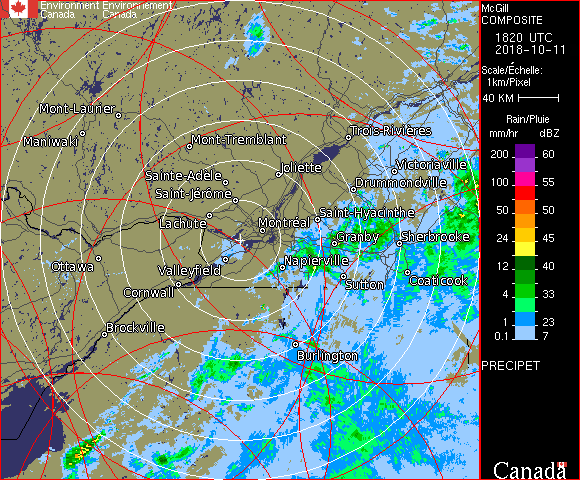 Environment Environnement
Canada Canada
McGill
COMPOSITE
1820 UTC
2018-10-11
Scale/Échelle:
1km/Pixel
40 KM
Rain/Pluie
mm/hr dBZ
200 60
100 55
50 50
24 45
12 40
4 33
1 23
0.1 7
PRECIPET
Canada
Mont-Laurier
Maniwaki
Mont-Tremblant
Trois-Rivières
Victoriaville
Sainte-Adèle
Joliette
Drummondville
Saint-Jérôme
Lachute
Montréal
Saint-Hyacinthe
Granby
Sherbrooke
Ottawa
Valleyfield
Napierville
Cornwall
Sutton
Coaticook
Brockville
Burlington